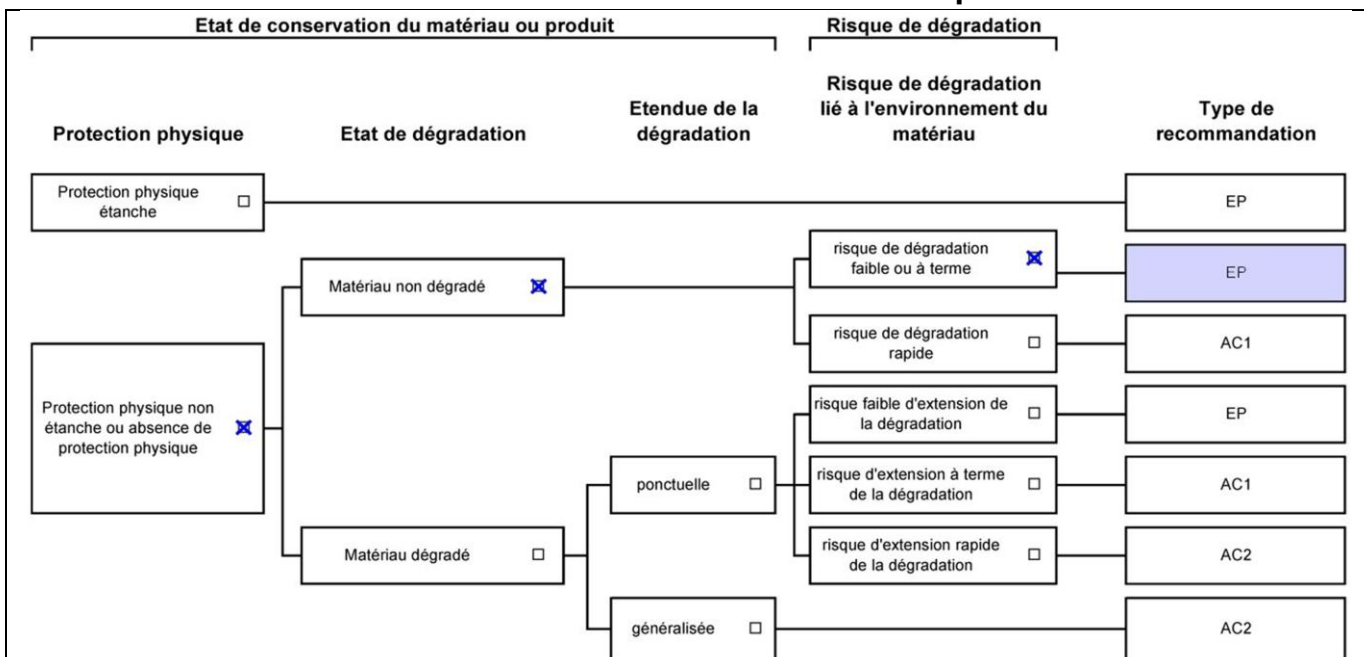 Etat de conservation du matériau ou produit
Risque de dégradation
Protection physique
Etat de dégradation
Etendue de la
dégradation
Risque de dégradation
lié à l'environnement du
matériau
Type de
recommandation
Protection physique
étanche
EP
risque de dégradation
faible ou à terme
EP
Matériau non dégradé
risque de dégradation
rapide
AC1
Protection physique non
étanche ou absence de
protection physique
risque faible d'extension de
la dégradation
EP
ponctuelle
risque d'extension à terme
de la dégradation
AC1
Matériau dégradé
risque d'extension rapide
de la dégradation
AC2
généralisée
AC2